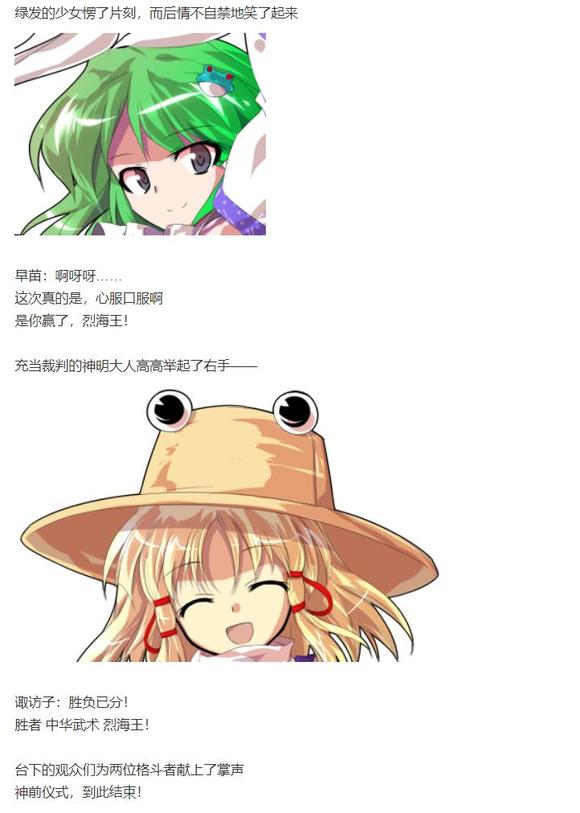 绿发的少女愣了片刻，而后情不自禁地笑了起来
早苗：啊呀呀……
这次真的是，心服口服啊
是你赢了，烈海王！
充当裁判的神明大人高高举起了右手——
诹访子：胜负已分！
胜者 中华武术 烈海王！
台下的观众们为两位格斗者献上了掌声
神前仪式，到此结束！